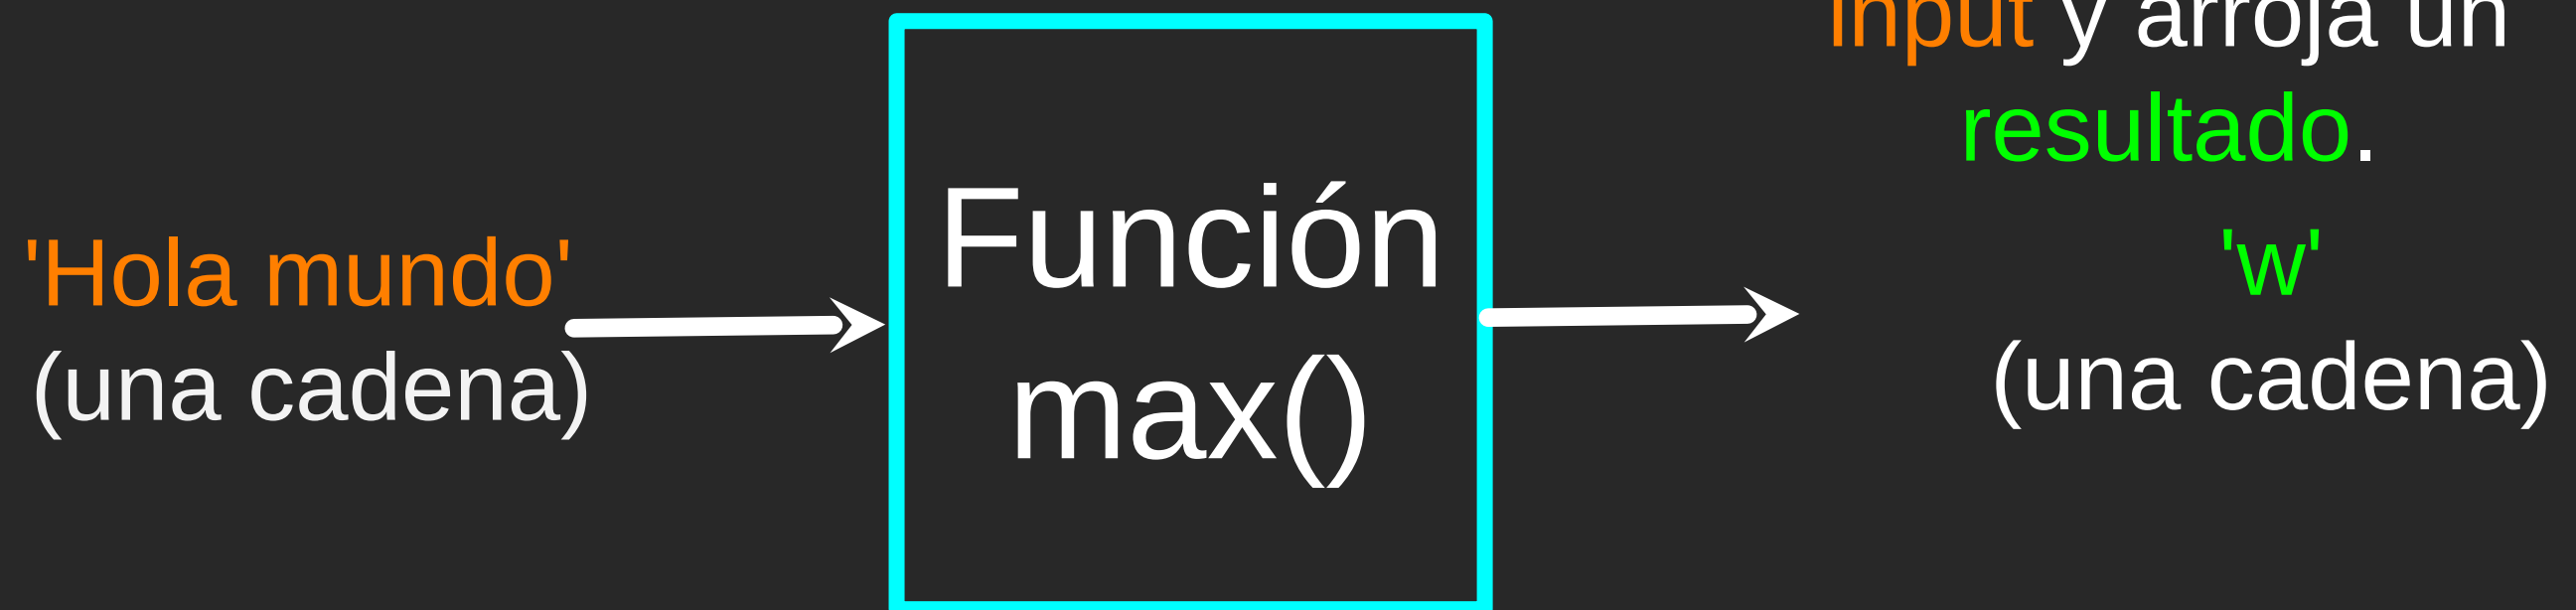 'Hola mundo'
(una cadena)
Función
max()
input y arroja un
resultado.
'w'
(una cadena)